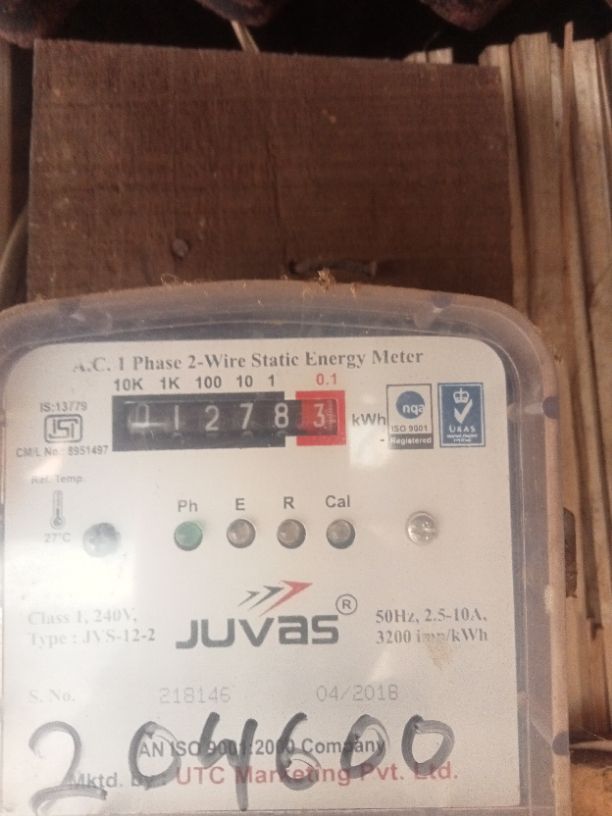 A.C. 1 Phase 2-Wire Static Energy Meter
10K 1K 100 10 1 0.1
IS:13779
012783 kWh
nqa
ISO 9001
Registered
UKAS
CM/L No.: 8951497
Ref. Temp.
27°C
Ph E R Cal
Class 1, 240V,
Type : JVS-12-2
JUVAS ®
50Hz, 2.5-10A,
3200 imp/kWh
S. No. 218146 04/2018
204600
AN ISO 9001:2000 Company
Mktd. by : UTC Marketing Pvt. Ltd.